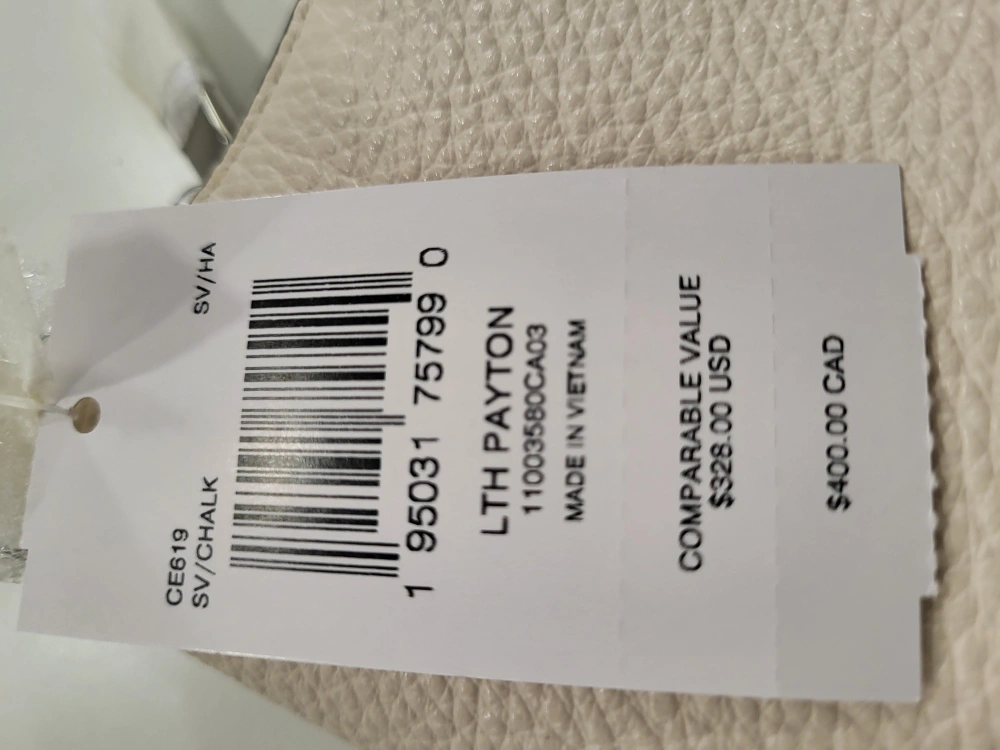 CE619
SV/CHALK SV/HA
1 95031 75799 0
LTH PAYTON
11003580CA03
MADE IN VIETNAM
COMPARABLE VALUE
$328.00 USD
$400.00 CAD